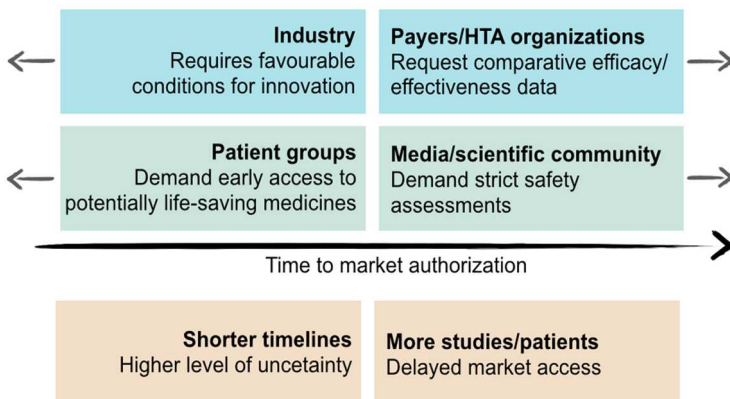 Industry
Requires favourable
conditions for innovation
Payers/HTA organizations
Request comparative efficacy/
effectiveness data
Patient groups
Demand early access to
potentially life-saving medicines
Media/scientific community
Demand strict safety
assessments
Time to market authorization
Shorter timelines
Higher level of uncetainty
More studies/patients
Delayed market access